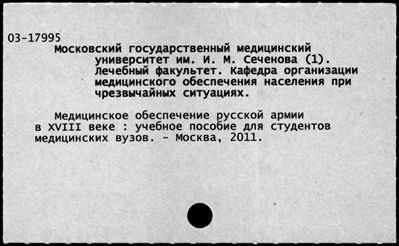 03-17995
Московский государственный медицинский
университет им. И. М. Сеченова (1).
Лечебный факультет. Кафедра организации
медицинского обеспечения населения при
чрезвычайных ситуациях.
Медицинское обеспечение русской армии
в XVIII веке : учебное пособие для студентов
медицинских вузов. - Москва, 2011.